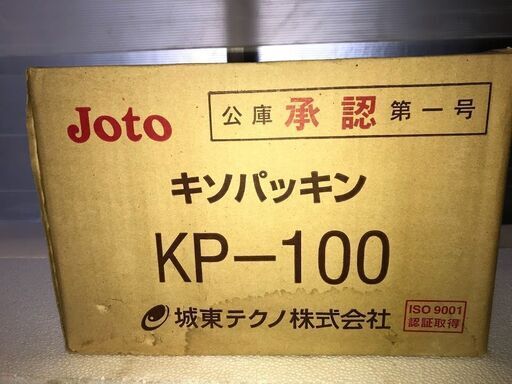 Joto
公庫 承認 第一号
キソパッキン
KP-100
城東テクノ株式会社
ISO 9001
認証取得